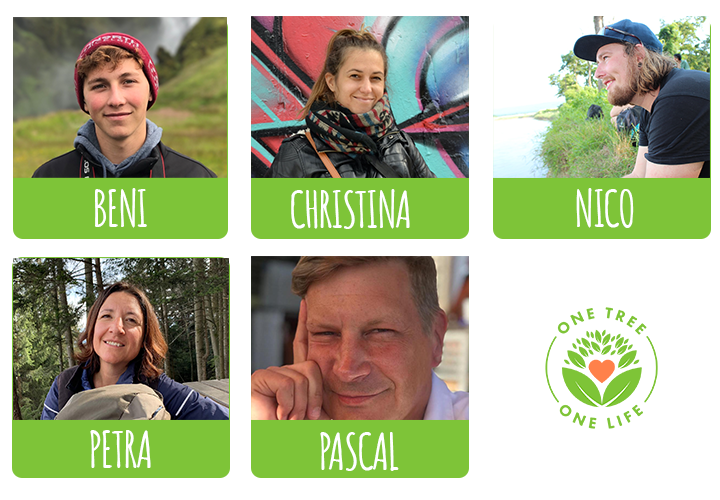 BENI
CHRISTINA
NICO
PETRA
PASCAL
ONE TREE
ONE LIFE